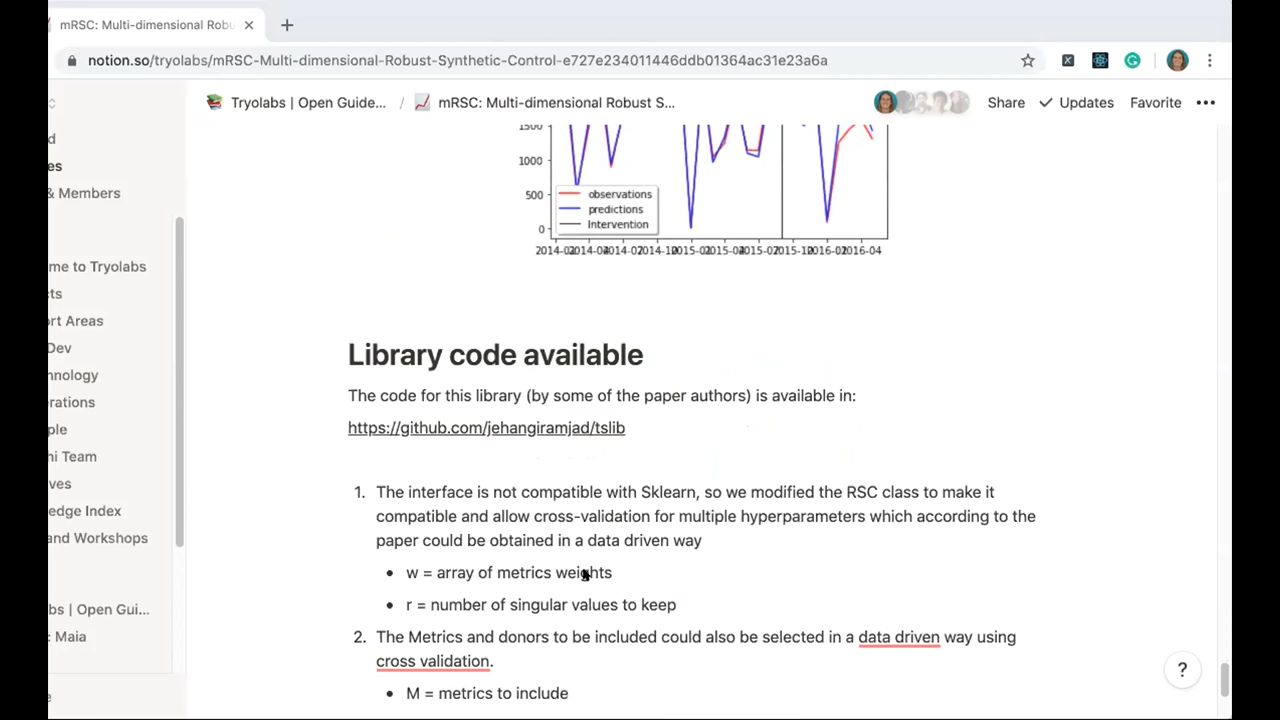 mRSC: Multi-dimensional Robu
notion.so/tryolabs/mRSC-Multi-dimensional-Robust-Synthetic-Control-e727e234011446ddb01364ac31e23a6a
Tryolabs | Open Guide... / mRSC: Multi-dimensional Robust S... Share Updates Favorite
& Members
me to Tryolabs
cts
ort Areas
Dev
hnology
erations
ple
ni Team
ves
edge Index
and Workshops
bs | Open Gui...
: Maia
1500
1000
500
0
observations
predictions
Intervention
Library code available
The code for this library (by some of the paper authors) is available in:
https://github.com/jehangiramjad/tslib
1. The interface is not compatible with Sklearn, so we modified the RSC class to make it
compatible and allow cross-validation for multiple hyperparameters which according to the
paper could be obtained in a data driven way
• w = array of metrics weights
• r = number of singular values to keep
2. The Metrics and donors to be included could also be selected in a data driven way using
cross validation.
• M = metrics to include
?